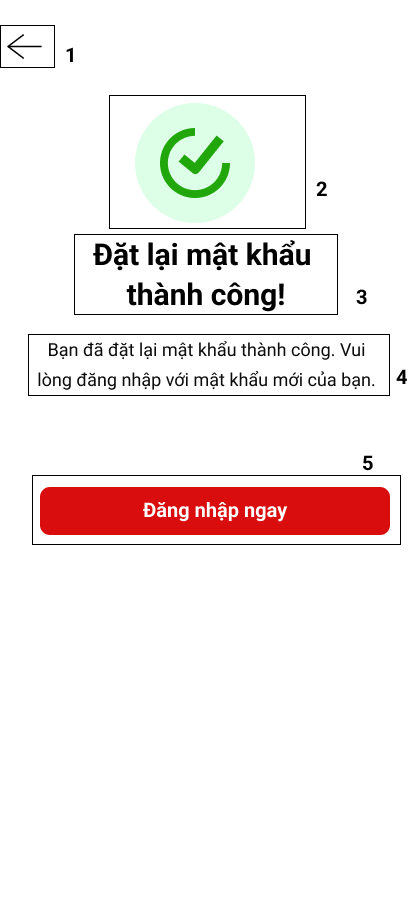 1
2
Đặt lại mật khẩu
thành công!
3
Bạn đã đặt lại mật khẩu thành công. Vui
lòng đăng nhập với mật khẩu mới của bạn.
4
5
Đăng nhập ngay